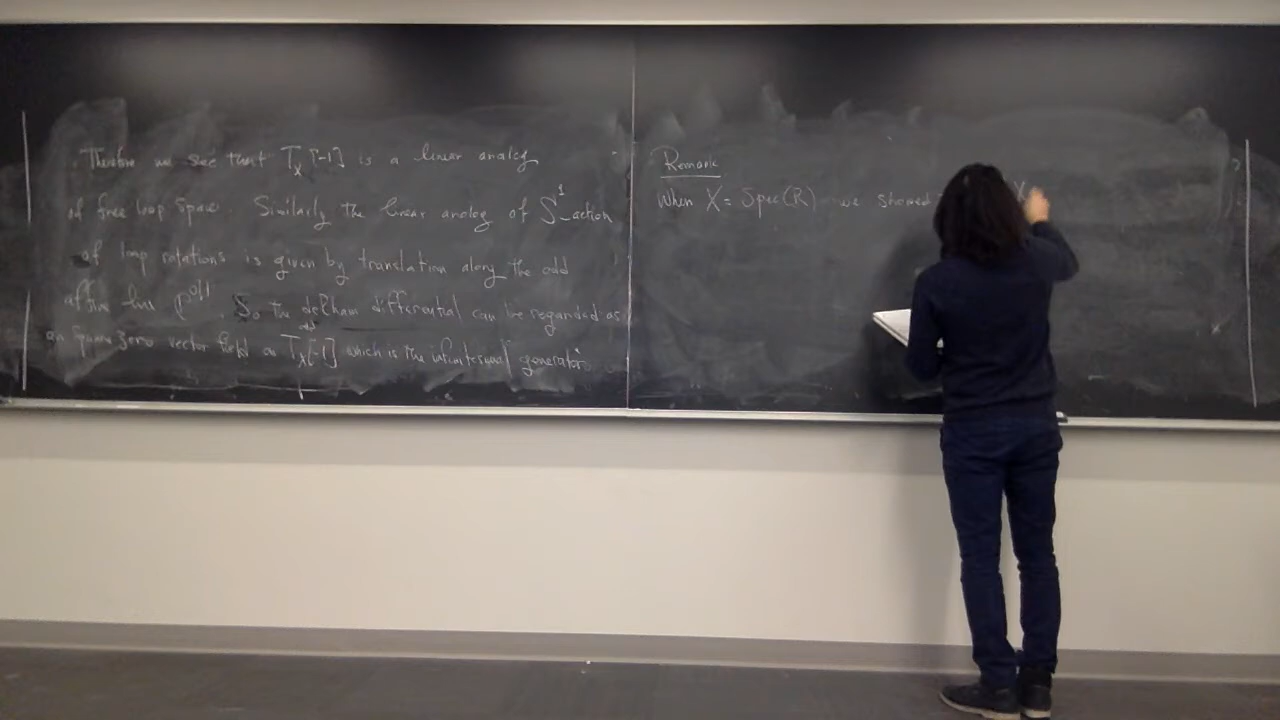 Therefore we see that T_X[-1] is a linear analog
of free loop space. Similarly the linear analog of S^1-action
of loop rotations is given by translation along the odd
affine line . So the deRham differential can be regarded as
an square zero vector field on T_X[-1] which is the infinitesimal generator.
Remark
When X = Spec(R) we showed X